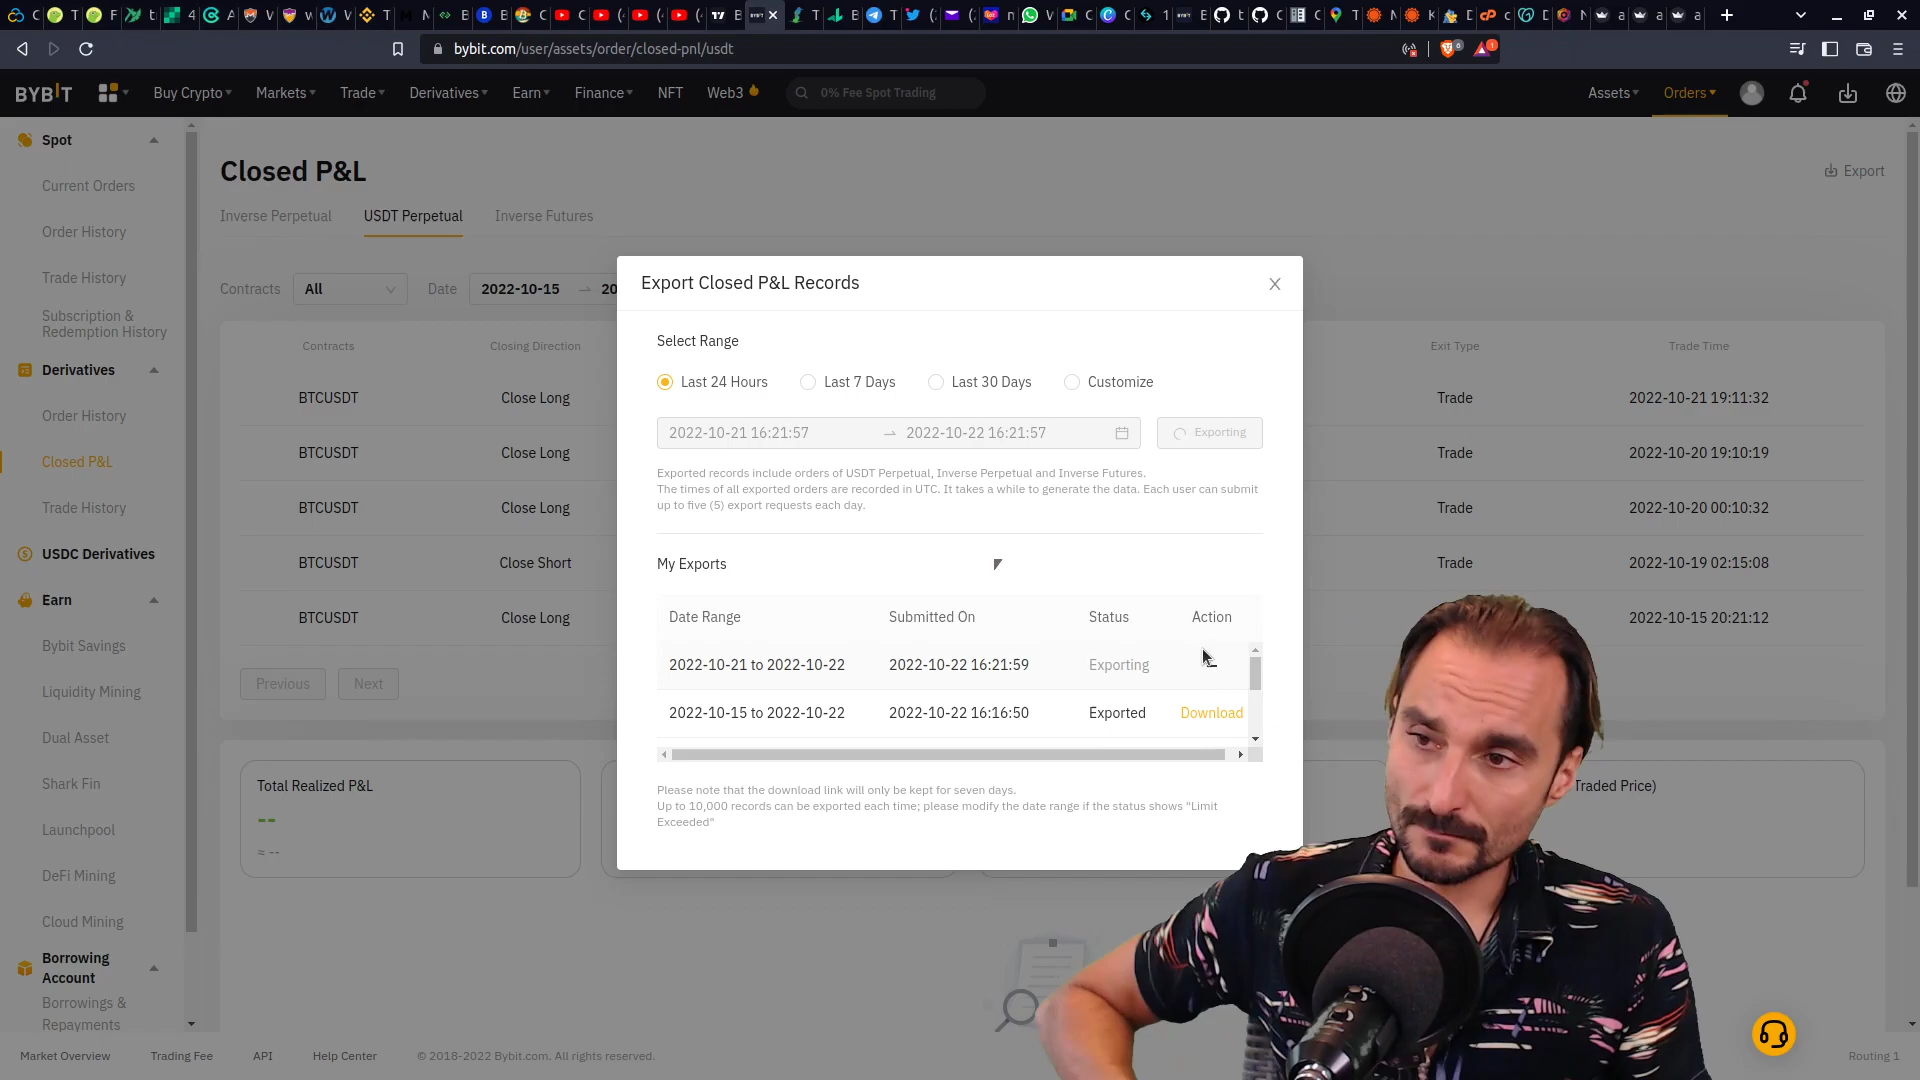 bybit.com/user/assets/order/closed-pnl/usdt
BYBIT
Buy Crypto
Markets
Trade
Derivatives
Earn
Finance
NFT
Web3
0% Fee Spot Trading
Assets
Orders
Spot
Current Orders
Order History
Trade History
Subscription &
Redemption History
Derivatives
Order History
Closed P&L
Trade History
USDC Derivatives
Earn
Bybit Savings
Liquidity Mining
Dual Asset
Shark Fin
Launchpool
DeFi Mining
Cloud Mining
Borrowing
Account
Borrowings &
Repayments
Closed P&L
Export
Inverse Perpetual
USDT Perpetual
Inverse Futures
Contracts
All
Date
2022-10-15 → 20
Contracts
Closing Direction
Exit Type
Trade Time
BTCUSDT
Close Long
Trade
2022-10-21 19:11:32
BTCUSDT
Close Long
Trade
2022-10-20 19:10:19
BTCUSDT
Close Long
Trade
2022-10-20 00:10:32
BTCUSDT
Close Short
Trade
2022-10-19 02:15:08
BTCUSDT
Close Long
2022-10-15 20:21:12
Previous
Next
Total Realized P&L
--
≈ --
Traded Price)
Export Closed P&L Records
Select Range
Last 24 Hours
Last 7 Days
Last 30 Days
Customize
2022-10-21 16:21:57 → 2022-10-22 16:21:57
Exporting
Exported records include orders of USDT Perpetual, Inverse Perpetual and Inverse Futures.
The times of all exported orders are recorded in UTC. It takes a while to generate the data. Each user can submit
up to five (5) export requests each day.
My Exports
Date Range
Submitted On
Status
Action
2022-10-21 to 2022-10-22
2022-10-22 16:21:59
Exporting
2022-10-15 to 2022-10-22
2022-10-22 16:16:50
Exported
Download
Please note that the download link will only be kept for seven days.
Up to 10,000 records can be exported each time; please modify the date range if the status shows "Limit
Exceeded"
Market Overview
Trading Fee
API
Help Center
© 2018-2022 Bybit.com. All rights reserved.
Routing 1